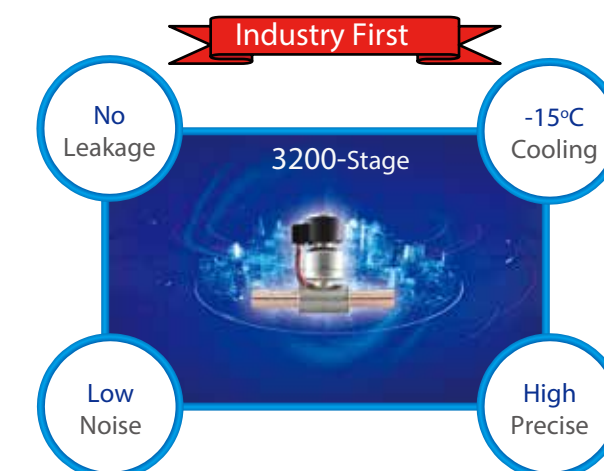 Industry First
No
Leakage
-15°C
Cooling
3200-Stage
Low
Noise
High
Precise